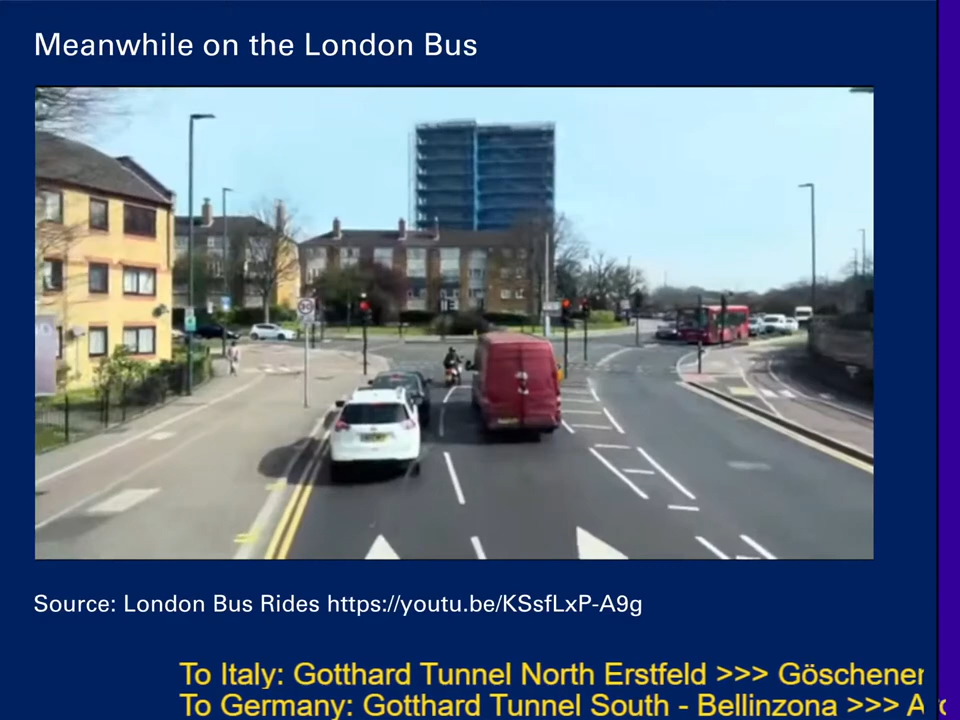 Meanwhile on the London Bus
Source: London Bus Rides https://youtu.be/KSsfLxP-A9g
To Italy: Gotthard Tunnel North Erstfeld >>> Göschenen
To Germany: Gotthard Tunnel South - Bellinzona >>> A